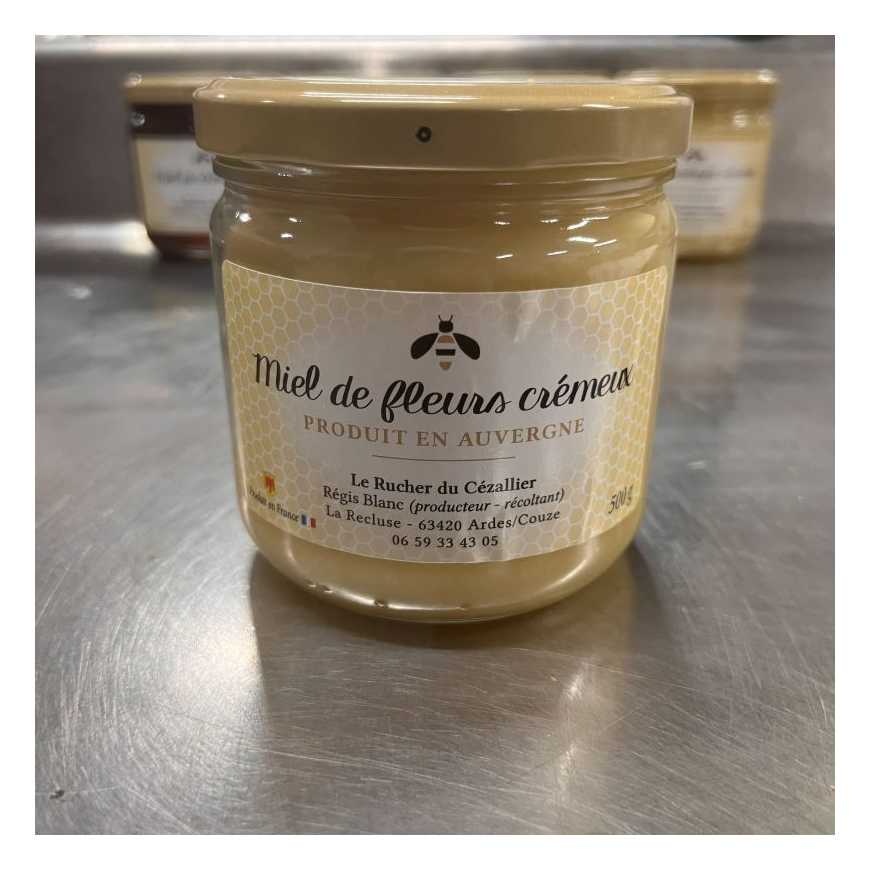 Miel de fleurs crémeux
PRODUIT EN AUVERGNE
Le Rucher du Cézallier
Régis Blanc (producteur - récoltant)
La Recluse - 63420 Ardes/Couze
06 59 33 43 05
Produit en France
500 g